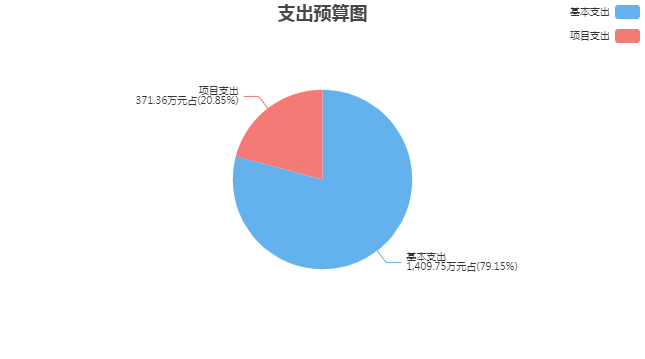 支出预算图
基本支出
项目支出
项目支出
371.36万元占(20.85%)
基本支出
1,409.75万元占(79.15%)